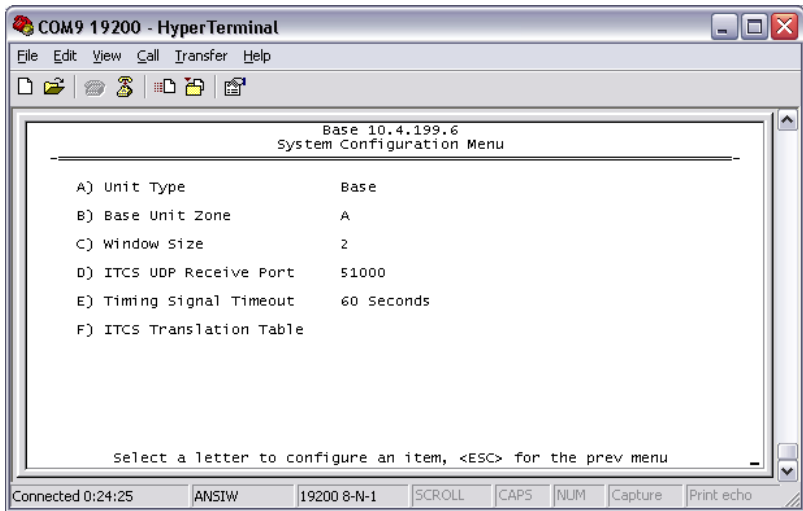 COM9 19200 - HyperTerminal
File Edit View Call Transfer Help
Base 10.4.199.6
System Configuration Menu
A) Unit Type Base
B) Base Unit Zone A
C) Window Size 2
D) ITCS UDP Receive Port 51000
E) Timing Signal Timeout 60 Seconds
F) ITCS Translation Table
Select a letter to configure an item, <ESC> for the prev menu
Connected 0:24:25 ANSIW 19200 8-N-1 SCROLL CAPS NUM Capture Print echo